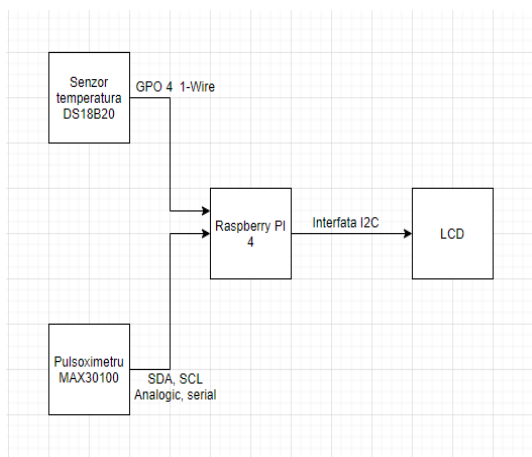 Senzor
temperatura
DS18B20
GPO 4 1-Wire
Raspberry PI
4
Interfata I2C
LCD
Pulsoximetru
MAX30100
SDA, SCL
Analogic, serial